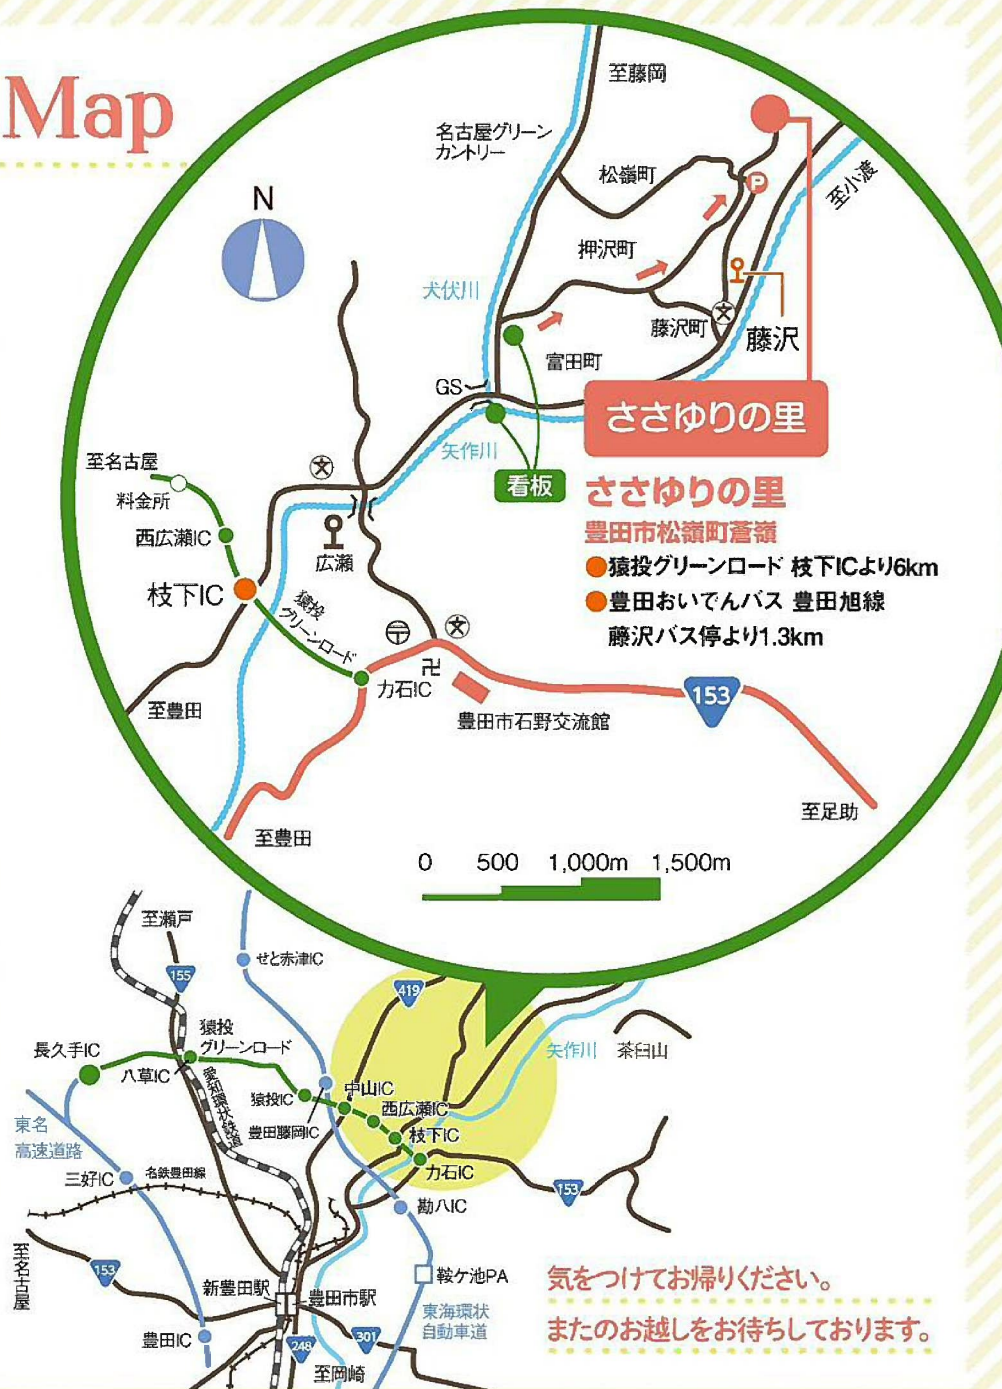 Map
N
至藤岡
名古屋グリーン
カントリー
松嶺町
P
至小渡
押沢町
犬伏川
藤沢町
藤沢
富田町
GS
ささゆりの里
矢作川
看板
至名古屋
料金所
西広瀬IC
広瀬
枝下IC
猿投
グリーンロード
力石IC
至豊田
豊田市石野交流館
153
至足助
至豊田
ささゆりの里
豊田市松嶺町蒼嶺
猿投グリーンロード 枝下ICより6km
豊田おいでんバス 豊田旭線
藤沢バス停より1.3km
0 500 1,000m 1,500m
至瀬戸
せと赤津IC
155
419
猿投
グリーンロード
長久手IC
八草IC
愛知環状鉄道
猿投IC
豊田藤岡IC
中山IC
西広瀬IC
枝下IC
力石IC
矢作川
茶臼山
東名
高速道路
三好IC
名鉄豊田線
153
勘八IC
至名古屋
153
鞍ケ池PA
新豊田駅
豊田市駅
東海環状
自動車道
豊田IC
248
301
至岡崎
気をつけてお帰りください。
またのお越しをお待ちしております。